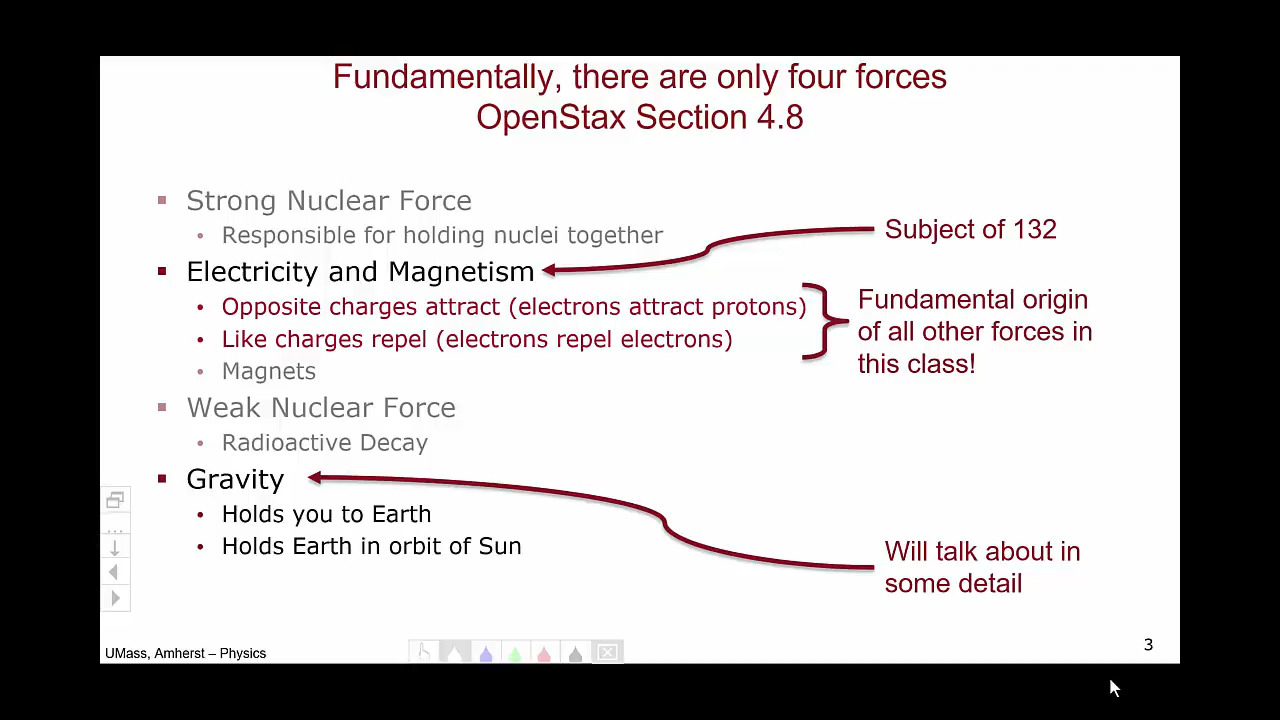 Fundamentally, there are only four forces
OpenStax Section 4.8
Strong Nuclear Force
Responsible for holding nuclei together
Electricity and Magnetism
Opposite charges attract (electrons attract protons)
Like charges repel (electrons repel electrons)
Magnets
Weak Nuclear Force
Radioactive Decay
Gravity
Holds you to Earth
Holds Earth in orbit of Sun
Subject of 132
Fundamental origin
of all other forces in
this class!
Will talk about in
some detail
UMass, Amherst – Physics
3